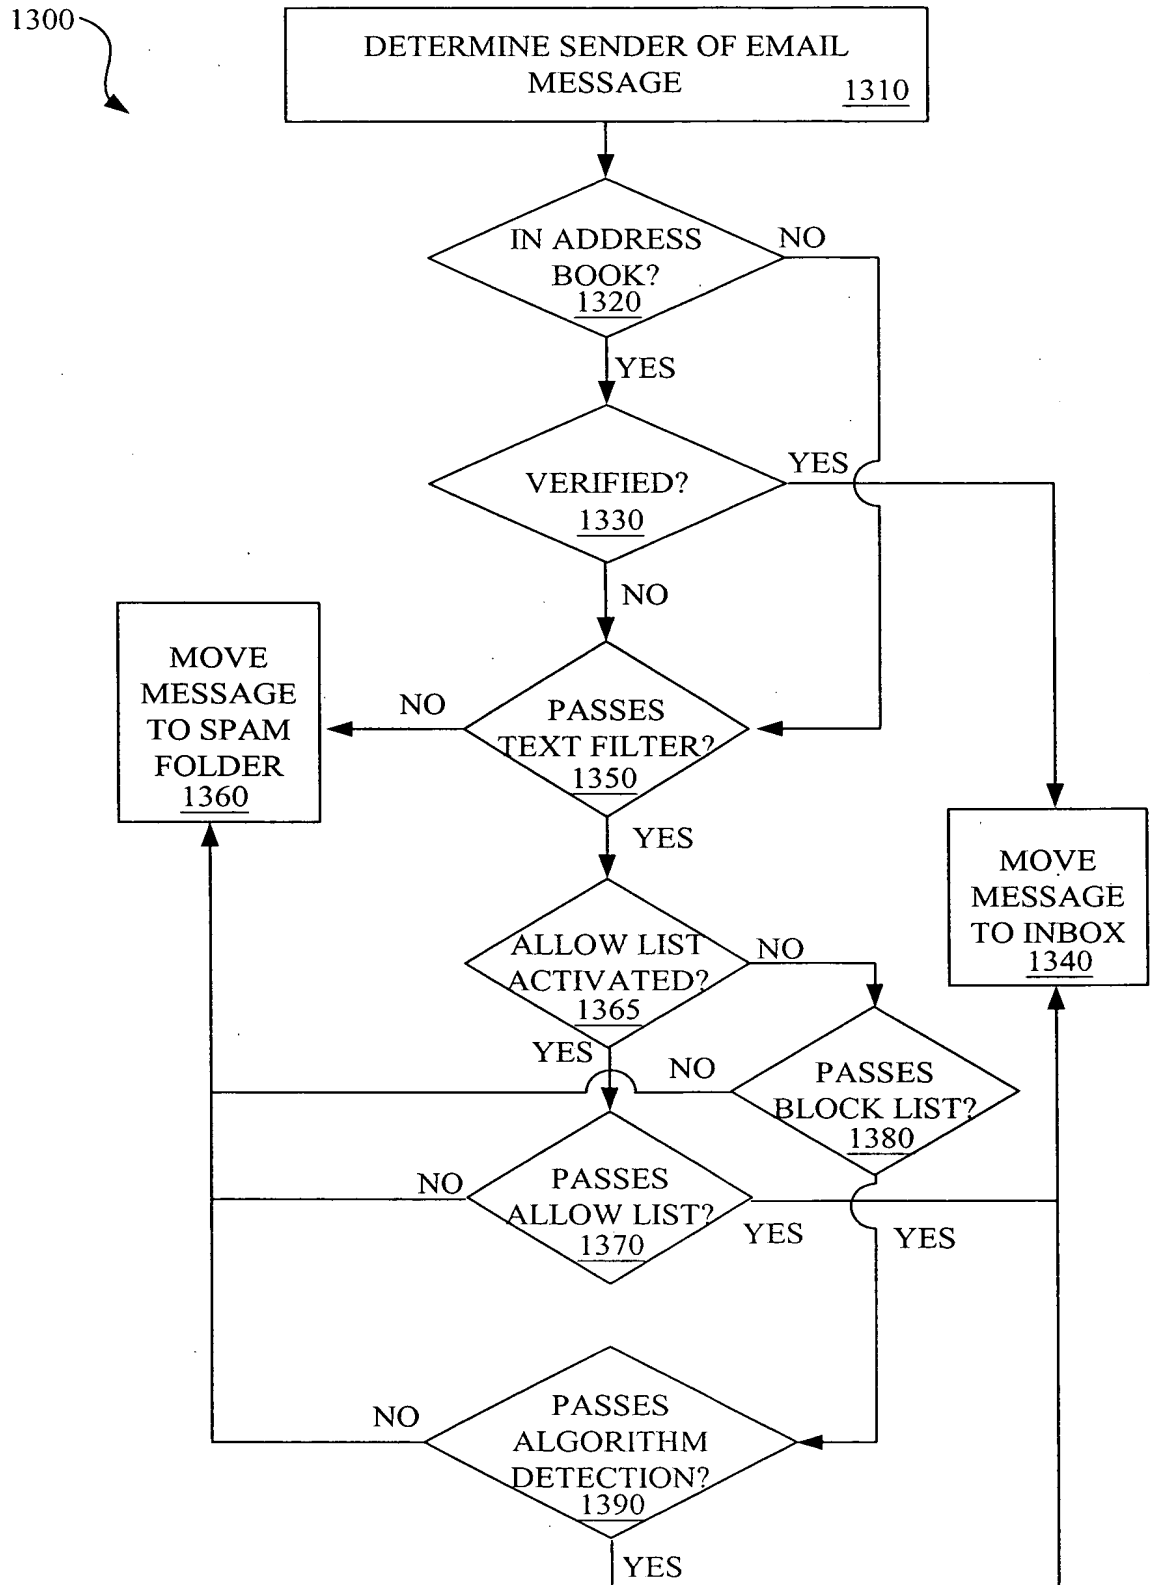 1300
DETERMINE SENDER OF EMAIL
MESSAGE
1310
IN ADDRESS
BOOK?
1320
NO
YES
VERIFIED?
1330
YES
NO
MOVE
MESSAGE
TO SPAM
FOLDER
1360
NO
PASSES
TEXT FILTER?
1350
YES
MOVE
MESSAGE
TO INBOX
1340
ALLOW LIST
ACTIVATED?
1365
NO
YES
NO
PASSES
BLOCK LIST?
1380
NO
PASSES
ALLOW LIST?
1370
YES
YES
NO
PASSES
ALGORITHM
DETECTION?
1390
YES